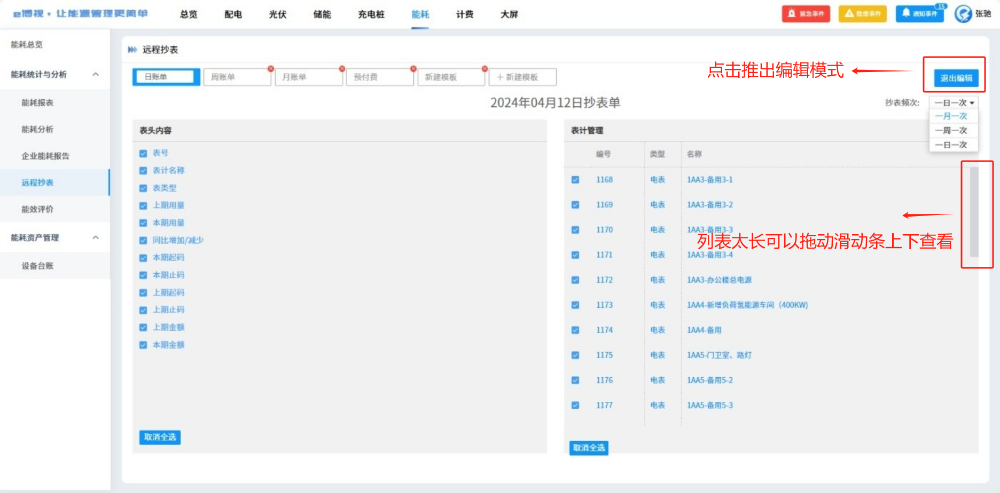 e博视，让能源管理更简单
总览 配电 光伏 储能 充电桩 能耗 计费 大屏
紧急事件 隐患事件 通知事件 15 张驰
能耗总览
能耗统计与分析
能耗报表
能耗分析
企业能耗报告
远程抄表
能效评价
能耗资产管理
设备台账
远程抄表
日账单 周账单 月账单 预付费 新建模板 + 新建模板
点击推出编辑模式
退出编辑
2024年04月12日抄表单
抄表频次: 一日一次
一月一次
一周一次
一日一次
表头内容
表号
表计名称
表类型
上期用量
本期用量
同比增加/减少
本期起码
本期止码
上期起码
上期止码
上期金额
本期金额
取消全选
表计管理
编号 类型 名称
1168 电表 1AA3-备用3-1
1169 电表 1AA3-备用3-2
1170 电表 1AA3-备用3-3
列表太长可以拖动滑动条上下查看
1171 电表 1AA3-备用3-4
1172 电表 1AA3-办公楼总电源
1173 电表 1AA4-新增负荷氢能源车间（400KW)
1174 电表 1AA4-备用
1175 电表 1AA5-门卫室、路灯
1176 电表 1AA5-备用5-2
1177 电表 1AA5-备用5-3
取消全选